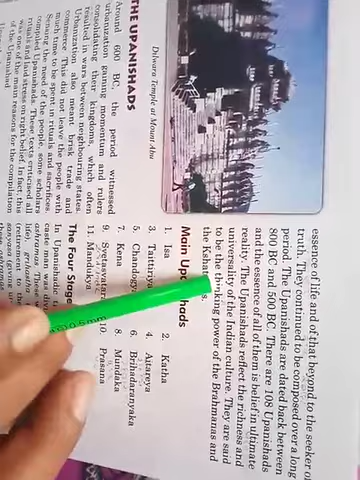 Dilwara Temple at Mount Abu
THE UPANISHADS
Around 600 BC, the period witnessed
urbanization gaining momentum and rulers
consolidating their kingdoms, which often
resulted in wars between neighbouring states.
Urbanization also meant brisk trade and
commerce This did not leave the people with
much time to be spent in rituals and sacrifices.
Sensing the need of the people, some scholars
compiled Upanishads. These texts criticised all
rituals and laid stress on right belief. In fact, this
was one of the main reasons for the compilation
of the Upanishad
essence of life and of that beyond to the seeker of
truth. They continued to be composed over a long
period. The Upanishads are dated back between
800 BC and 500 BC. There are 108 Upanishads
and the essence of all of them is belief in ultimate
reality. The Upanishads reflect the richness and
universality of the Indian culture. They are said
to be the thinking power of the Brahmanas and
the
Main
1. Isa 2. Katha
3. Taittiriya 4. Aitareya
5. Chandogya 6. Brihadaranyaka
7. Kena 8. Mundaka
9. Svetasvatara 10. Prasana
11. Mandukya
The Four
In Upanishads
caste man was
ashramas. These
life), grihastha
(retirement to the